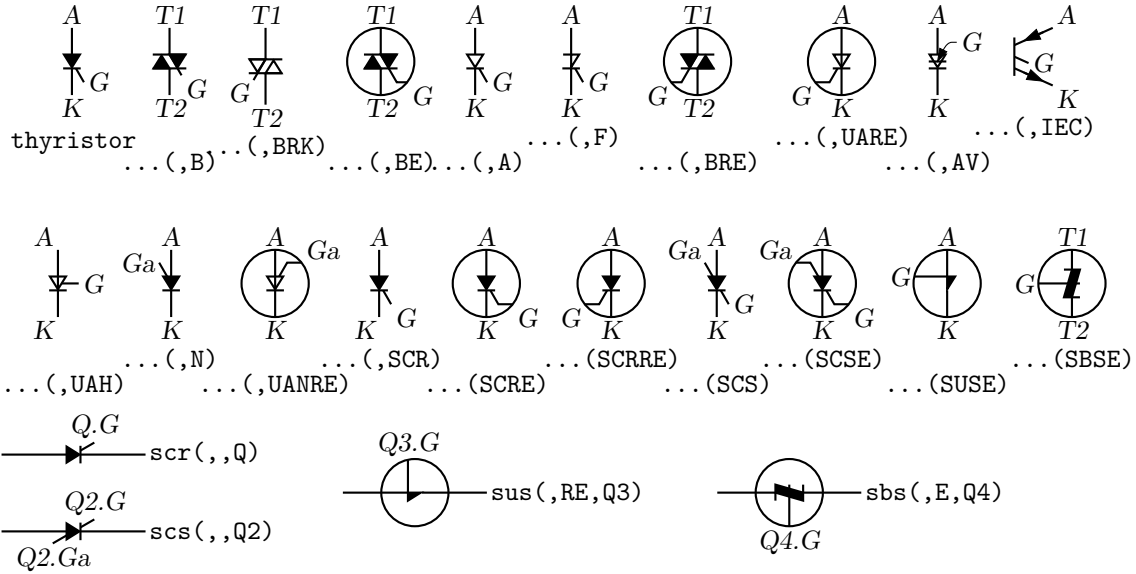 A T1 T1 T1 A A T1 A A A
G G G G G G G G G G
K T2 T2 T2 K K T2 K K K
thyristor ...(,BRK) ...(,F) ...(,UARE) ...(,IEC)
...(,B) ...(,BE) ...(,A) ...(,BRE) ...(,AV)
A A A A A A A A A T1
Ga Ga Ga Ga
G G G G G G G G
K K K K K K K K K T2
...(,N) ...(,SCR) ...(SCRRE) ...(SCSE) ...(SBSE)
...(,UAH) ...(,UANRE) ...(SCRE) ...(SCS) ...(SUSE)
Q.G Q3.G
scr(,,Q)
Q2.G sus(,RE,Q3) sbs(,E,Q4)
scs(,,Q2) Q4.G
Q2.Ga